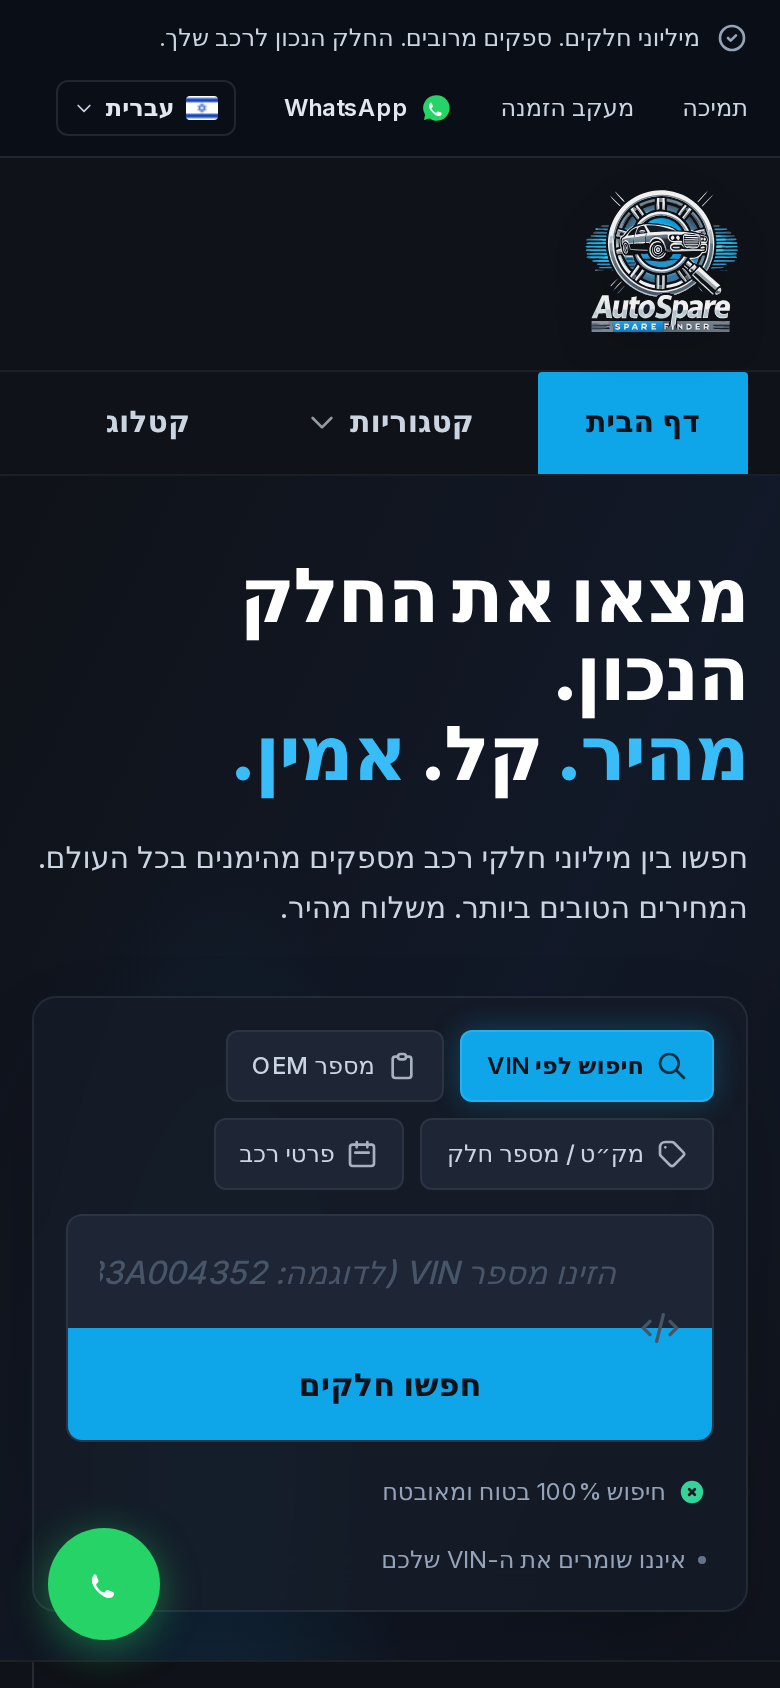 מיליוני חלקים. ספקים מרובים. החלק הנכון לרכב שלך.
תמיכה
מעקב הזמנה
WhatsApp
עברית
AutoSpare
SPARE FINDER
דף הבית
קטגוריות
קטלוג
מצאו את החלק
הנכון.
מהיר. קל. אמין.
חפשו בין מיליוני חלקי רכב מספקים מהימנים בכל העולם.
המחירים הטובים ביותר. משלוח מהיר.
חיפוש לפי VIN
מספר OEM
מק״ט / מספר חלק
פרטי רכב
הזינו מספר VIN (לדוגמה: 33A004352
חפשו חלקים
חיפוש 100% בטוח ומאובטח
איננו שומרים את ה-VIN שלכם